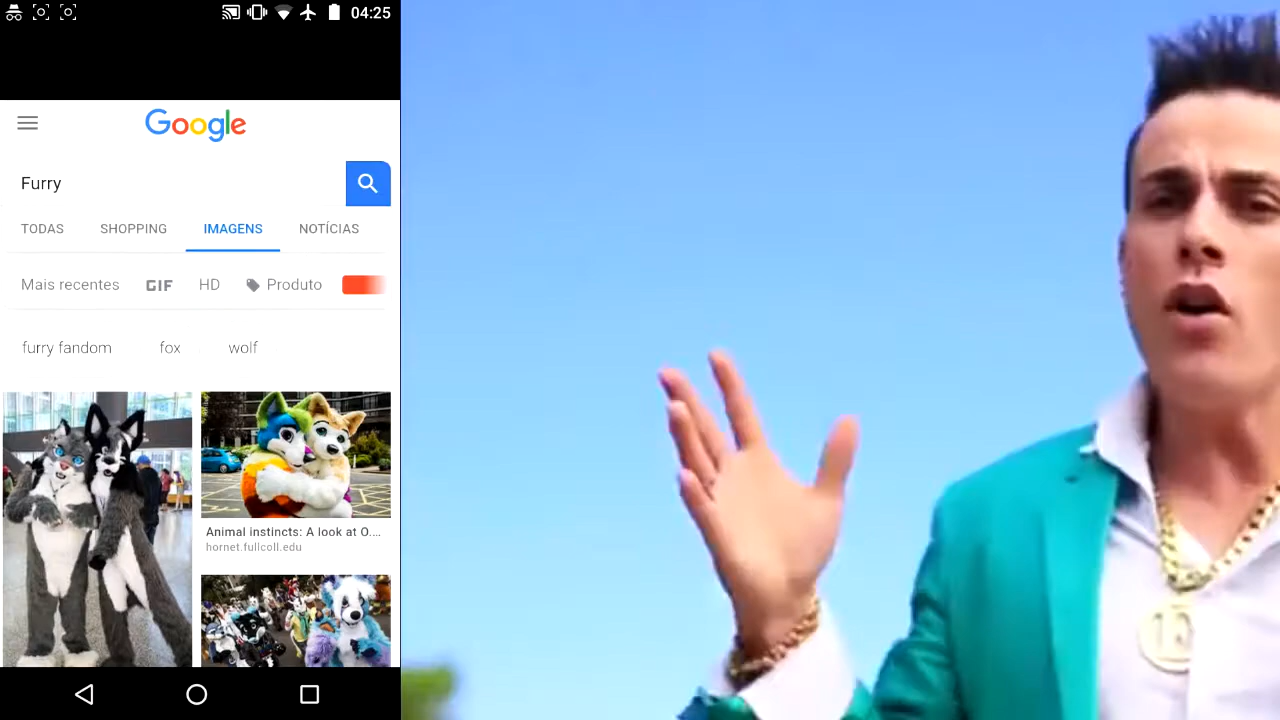 04:25
Google
Furry
TODAS SHOPPING IMAGENS NOTÍCIAS
Mais recentes GIF HD Produto
furry fandom fox wolf
Animal instincts: A look at O....
hornet.fullcoll.edu